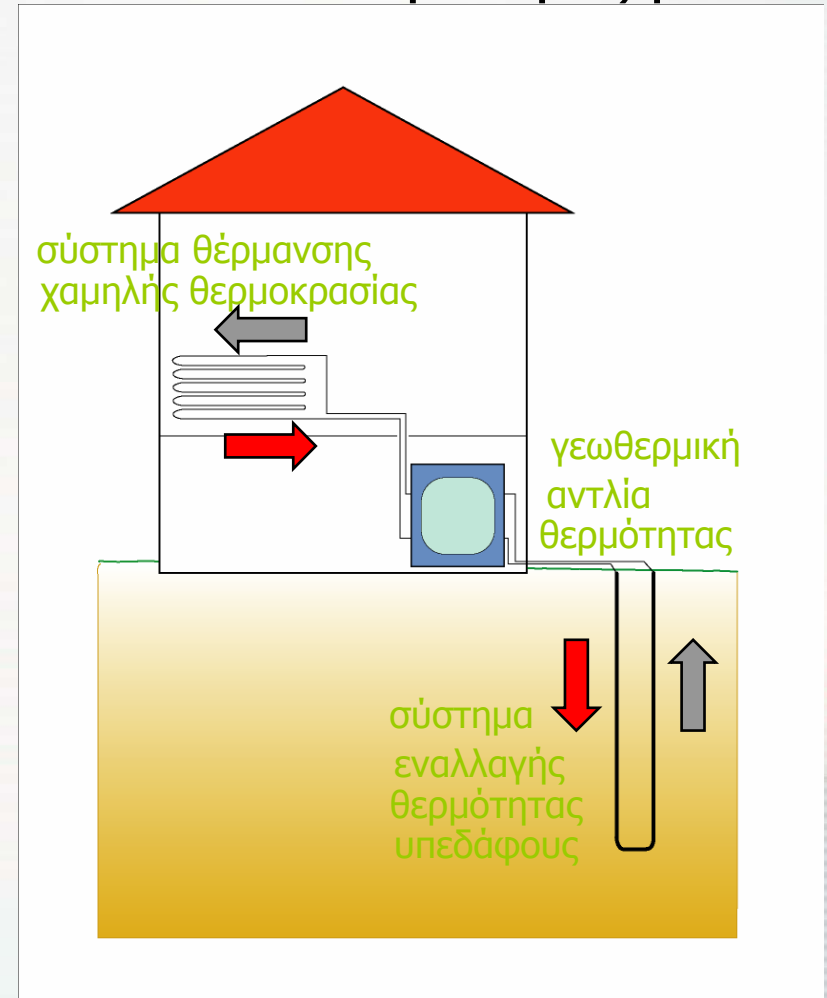 σύστημα θέρμανσης
χαμηλής θερμοκρασίας
γεωθερμική
αντλία
θερμότητας
σύστημα
εναλλαγής
θερμότητας
υπεδάφους